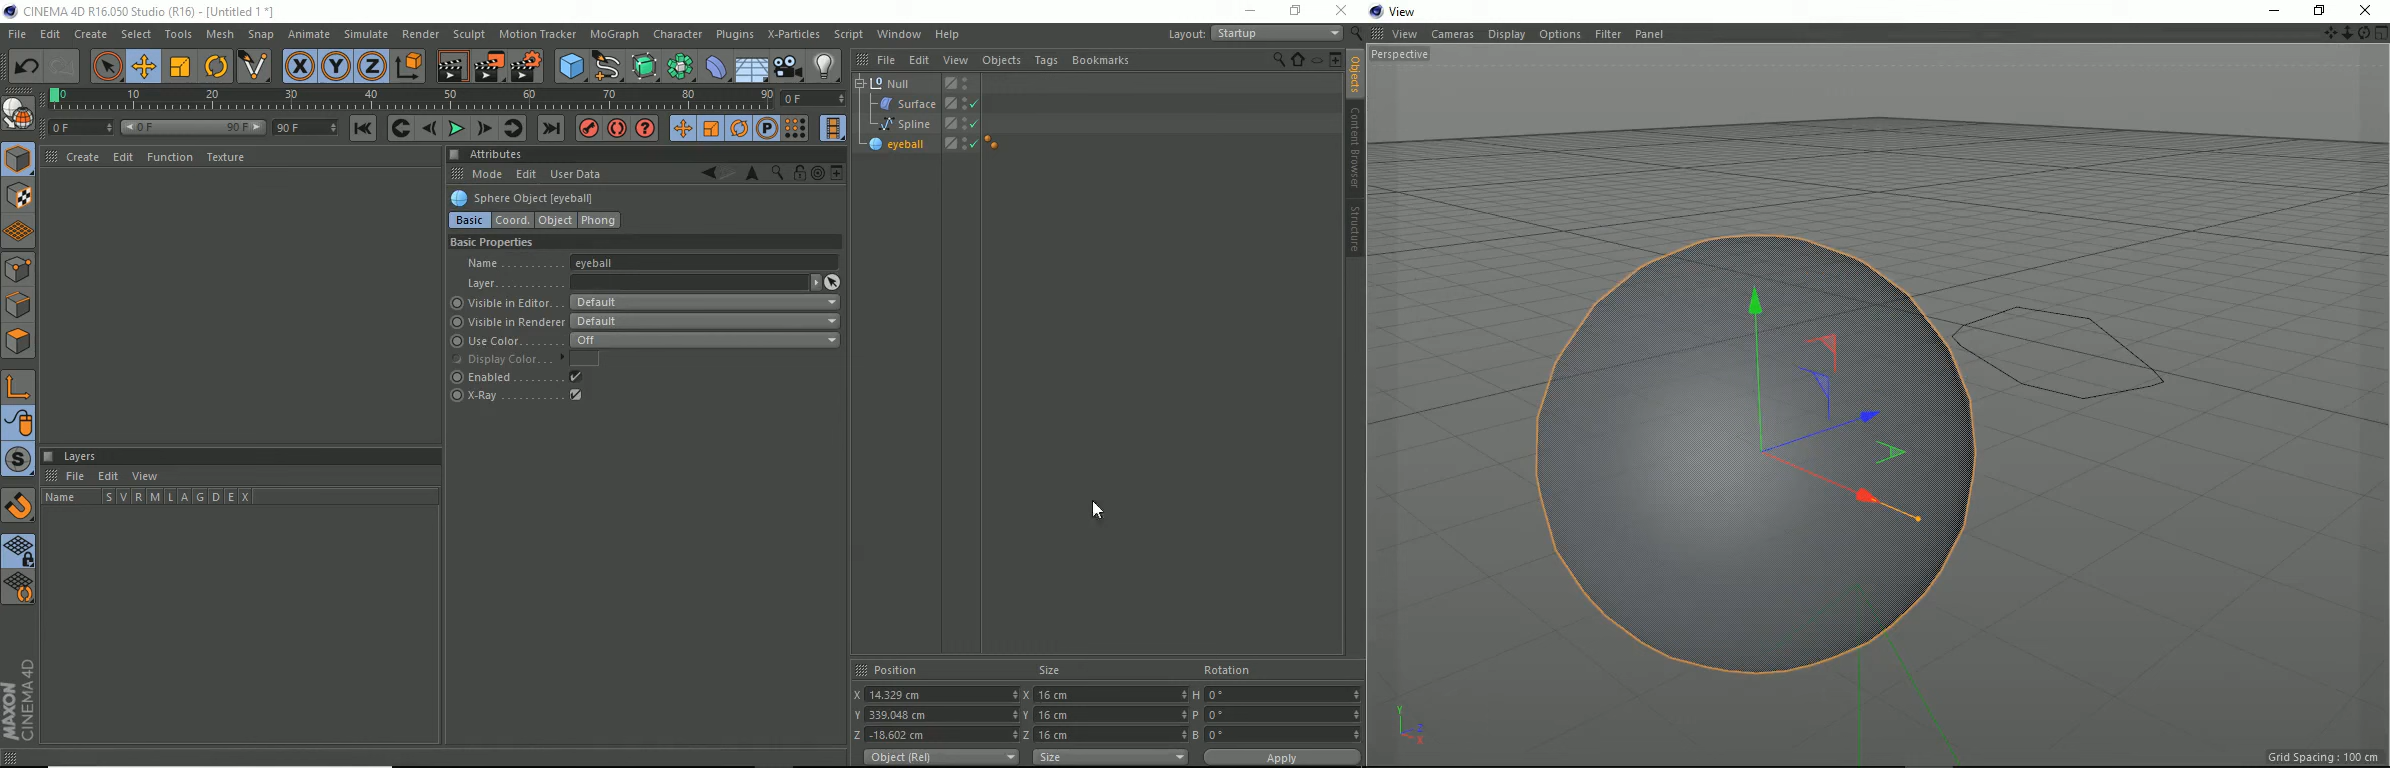 CINEMA 4D R16.050 Studio (R16) - [Untitled 1 *]
File Edit Create Select Tools Mesh Snap Animate Simulate Render Sculpt Motion Tracker MoGraph Character Plugins X-Particles Script Window Help
Layout: Startup
0 10 20 30 40 50 60 70 80 90 0 F
0 F 0 F 90 F 90 F
Create Edit Function Texture
Layers
File Edit View
Name S V R M L A G D E X
MAXON
CINEMA 4D
Attributes
Mode Edit User Data
Sphere Object [eyeball]
Basic Coord. Object Phong
Basic Properties
Name eyeball
Layer
Visible in Editor Default
Visible in Renderer Default
Use Color Off
Display Color
Enabled
X-Ray
File Edit View Objects Tags Bookmarks
Null
Surface
Spline
eyeball
Objects
Content Browser
Structure
Position Size Rotation
X 14.329 cm X 16 cm H 0 °
Y 339.048 cm Y 16 cm P 0 °
Z -18.602 cm Z 16 cm B 0 °
Object (Rel) Size Apply
View
View Cameras Display Options Filter Panel
Perspective
Y
Z
X
Grid Spacing : 100 cm